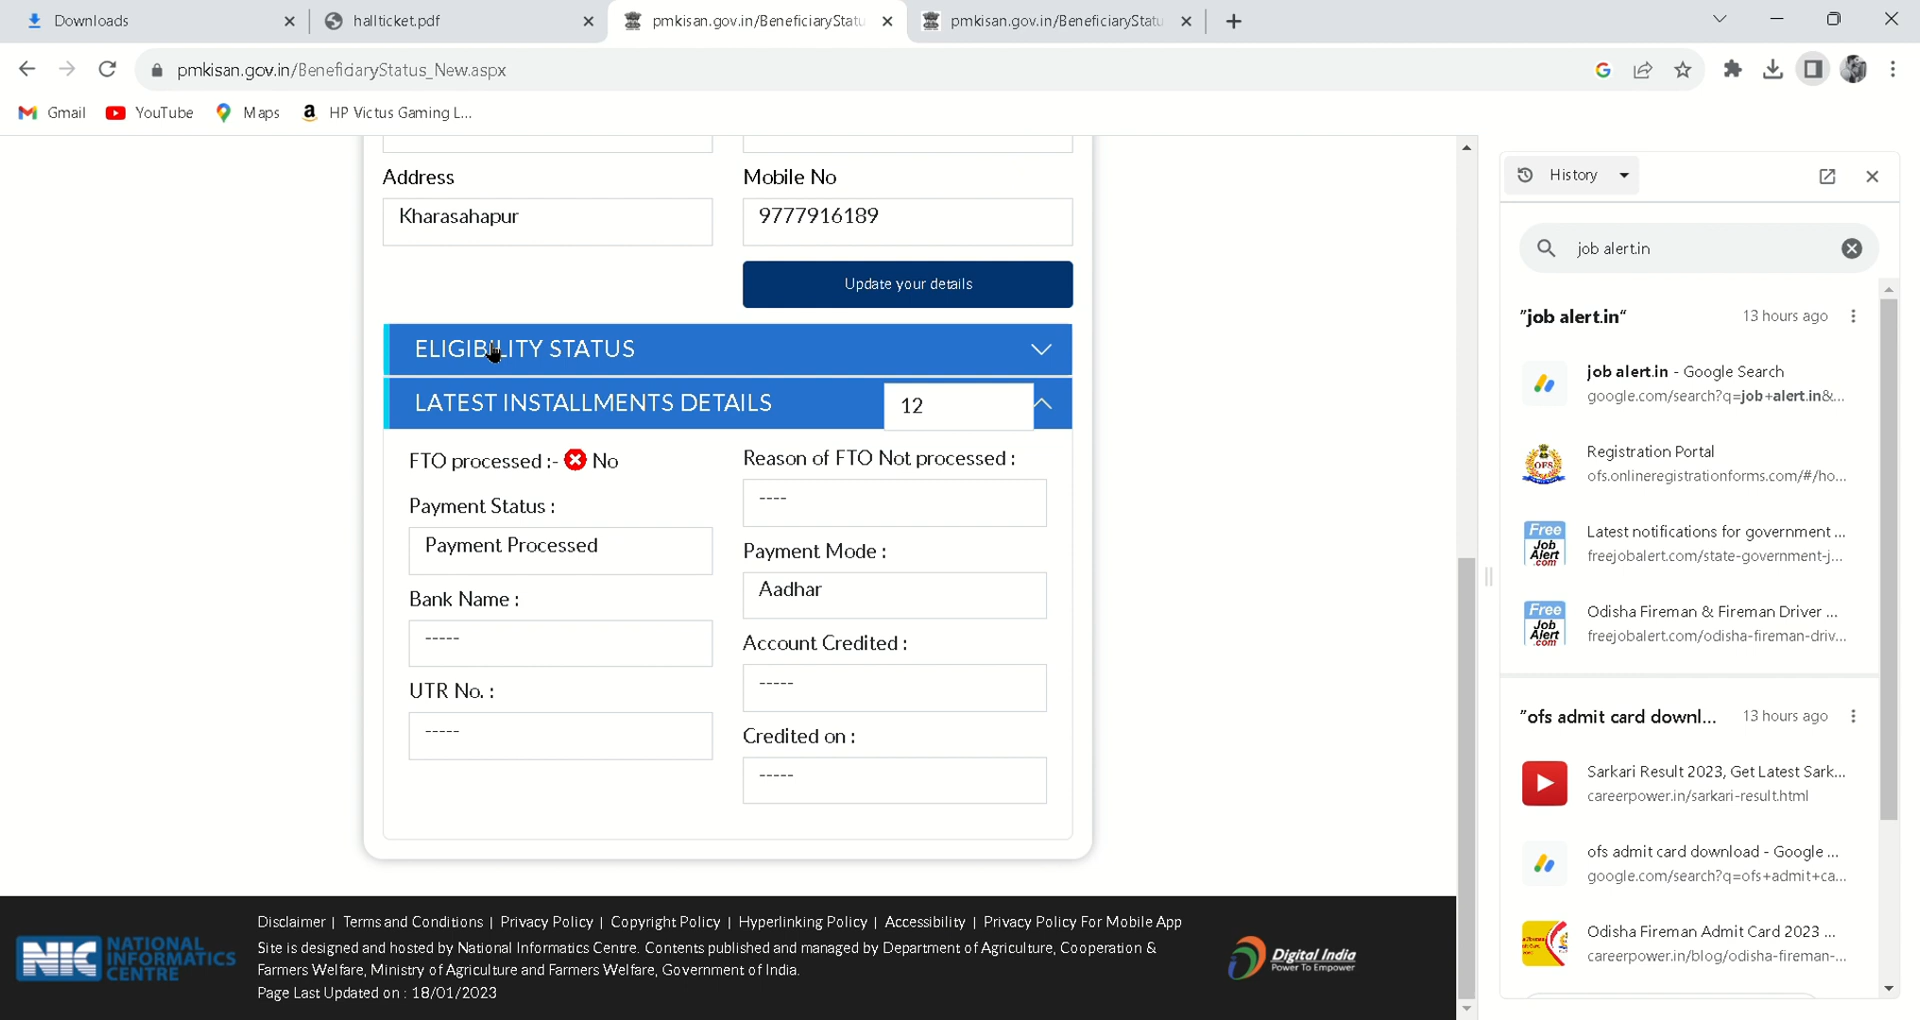 Downloads
hallticket.pdf
pmkisan.gov.in/BeneficiaryStatu
pmkisan.gov.in/BeneficiaryStatu
pmkisan.gov.in/BeneficiaryStatus_New.aspx
Gmail
YouTube
Maps
HP Victus Gaming L...
Address
Mobile No
Kharasahapur
9777916189
Update your details
ELIGIBILITY STATUS
LATEST INSTALLMENTS DETAILS
12
FTO processed :- No
Reason of FTO Not processed :
----
Payment Status :
Payment Processed
Payment Mode :
Aadhar
Bank Name :
-----
Account Credited :
-----
UTR No. :
-----
Credited on :
-----
NIC NATIONAL INFORMATICS CENTRE
Disclaimer | Terms and Conditions | Privacy Policy | Copyright Policy | Hyperlinking Policy | Accessibility | Privacy Policy For Mobile App
Site is designed and hosted by National Informatics Centre. Contents published and managed by Department of Agriculture, Cooperation &
Farmers Welfare, Ministry of Agriculture and Farmers Welfare, Government of India.
Page Last Updated on : 18/01/2023
Digital India
Power To Empower
History
job alert.in
"job alert.in" 13 hours ago
job alert.in - Google Search
google.com/search?q=job+alert.in&...
OFS
Registration Portal
ofs.onlineregistrationforms.com/#/ho...
Free Job Alert .com
Latest notifications for government ...
freejobalert.com/state-government-j...
Free Job Alert .com
Odisha Fireman & Fireman Driver ...
freejobalert.com/odisha-fireman-driv...
"ofs admit card downl... 13 hours ago
Sarkari Result 2023, Get Latest Sark...
careerpower.in/sarkari-result.html
ofs admit card download - Google ...
google.com/search?q=ofs+admit+ca...
Odisha Fireman Admit Card 2023 ...
careerpower.in/blog/odisha-fireman-...